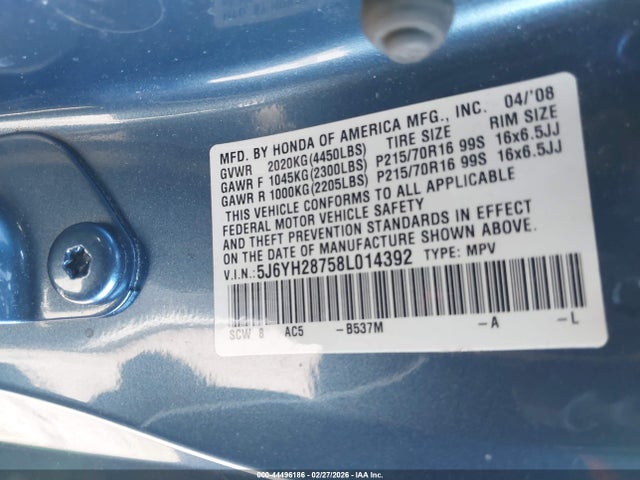 MFD. BY HONDA OF AMERICA MFG., INC. 04/'08
GVWR 2020KG(4450LBS) TIRE SIZE RIM SIZE
GAWR F 1045KG(2300LBS) P215/70R16 99S 16x6.5JJ
GAWR R 1000KG(2205LBS) P215/70R16 99S 16x6.5JJ
THIS VEHICLE CONFORMS TO ALL APPLICABLE
FEDERAL MOTOR VEHICLE SAFETY
AND THEFT PREVENTION STANDARDS IN EFFECT
ON DATE OF MANUFACTURE SHOWN ABOVE.
V.I.N.:5J6YH28758L014392 TYPE: MPV
SCW 8 AC5 -B537M -A -L
000-44496186 - 02/27/2026 - IAA Inc.